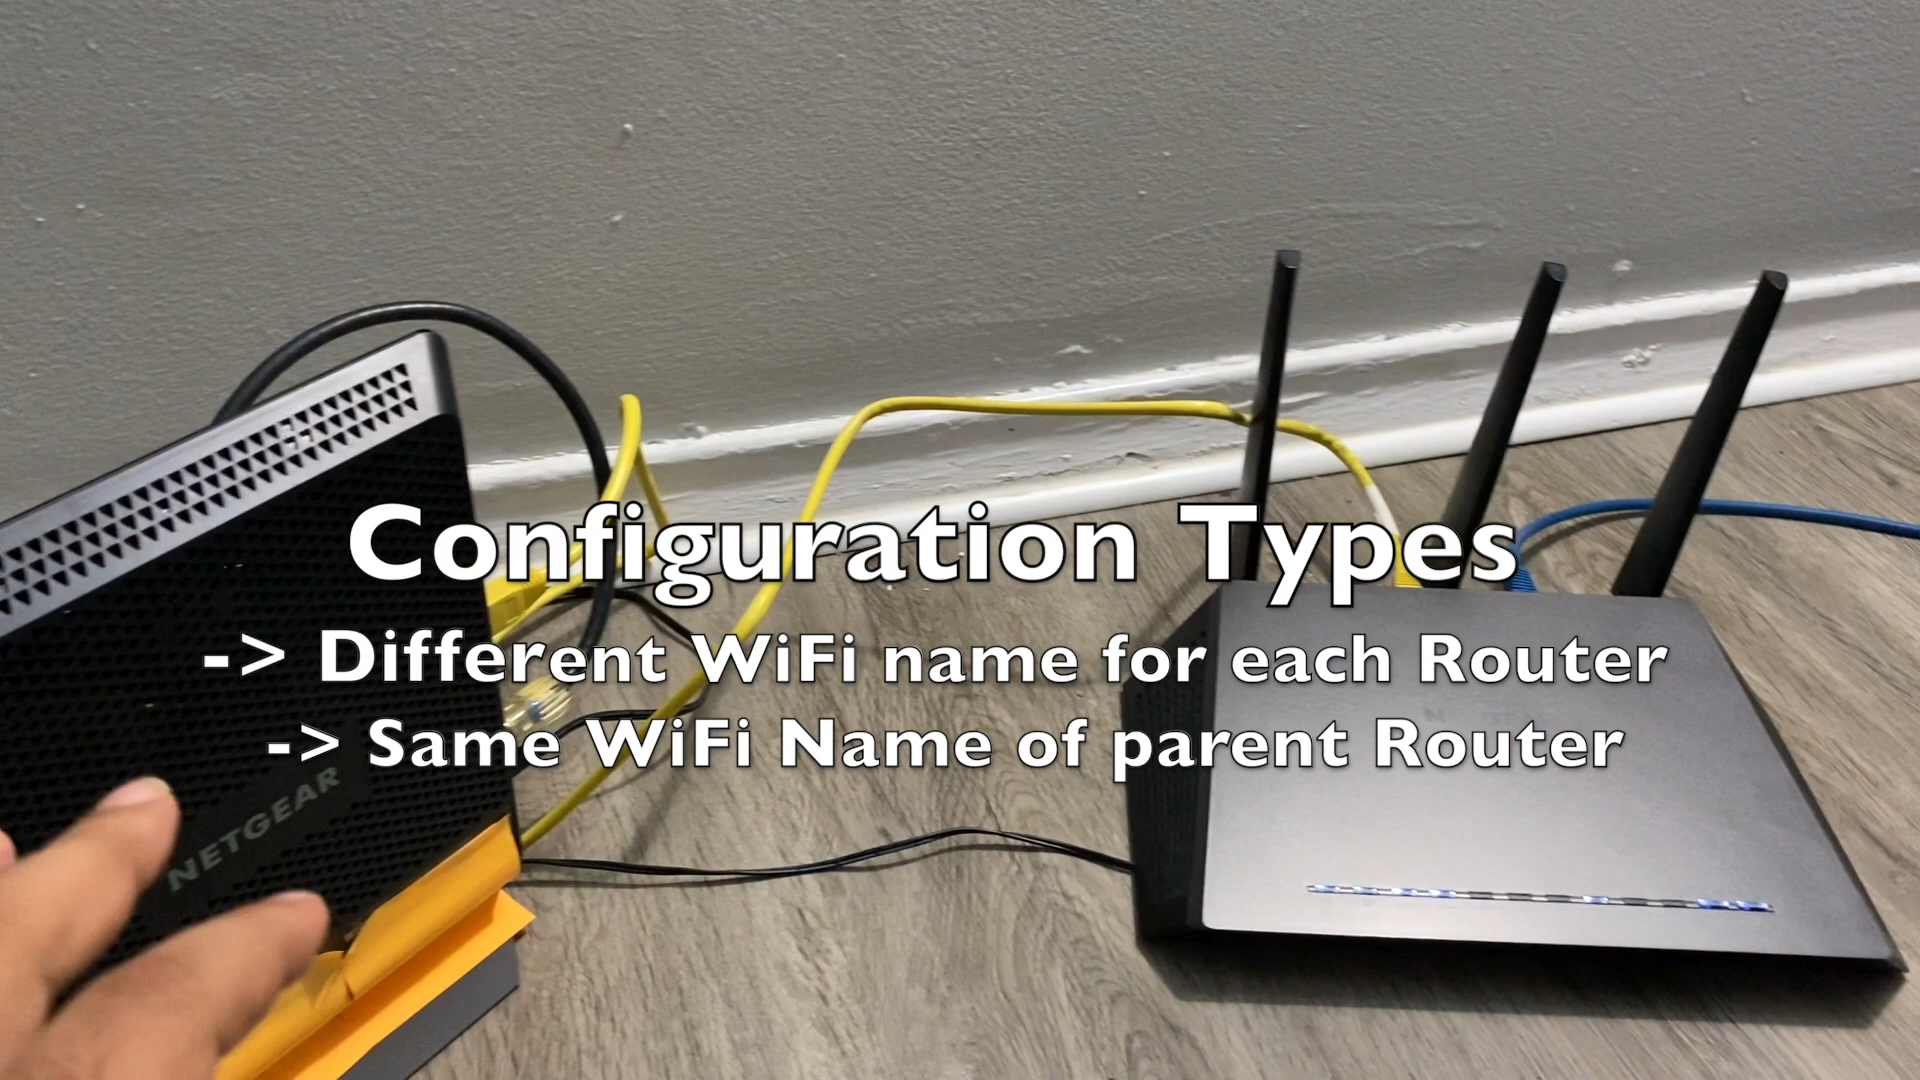 Configuration Types
-> Different WiFi name for each Router
-> Same WiFi Name of parent Router
NETGEAR